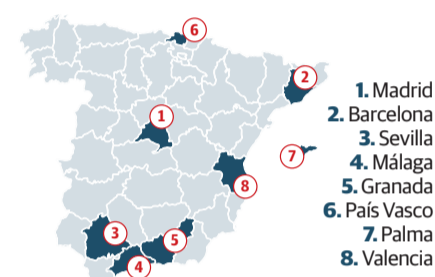 6
2
1
7
8
3
5
4
1. Madrid
2. Barcelona
3. Sevilla
4. Málaga
5. Granada
6. País Vasco
7. Palma
8. Valencia